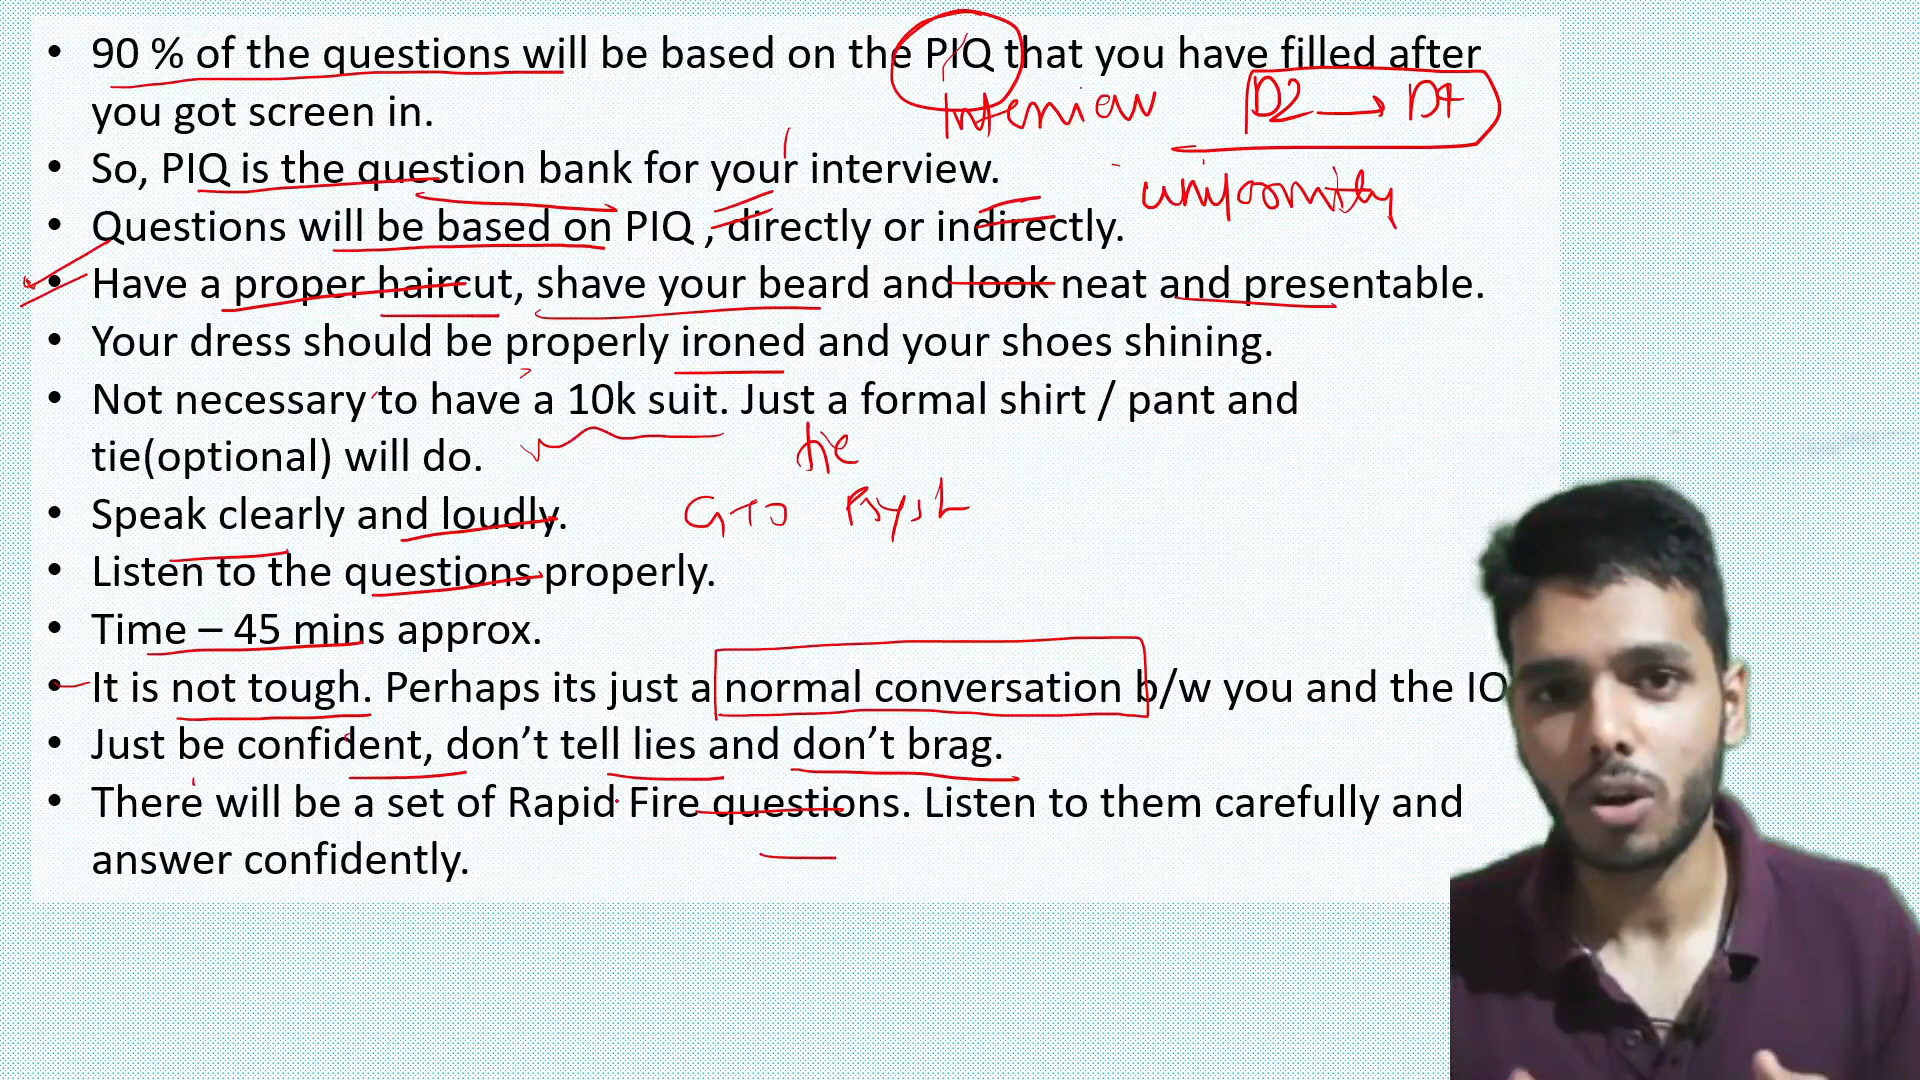 • 90 % of the questions will be based on the PIQ that you have filled after
you got screen in.
Interview
D2 → D4
• So, PIQ is the question bank for your interview.
uniformity
• Questions will be based on PIQ , directly or indirectly.
• Have a proper haircut, shave your beard and look neat and presentable.
• Your dress should be properly ironed and your shoes shining.
• Not necessary to have a 10k suit. Just a formal shirt / pant and
tie(optional) will do.
tie
• Speak clearly and loudly.
GTO
• Listen to the questions properly.
• Time – 45 mins approx.
• It is not tough. Perhaps its just a normal conversation b/w you and the IO
• Just be confident, don’t tell lies and don’t brag.
• There will be a set of Rapid Fire questions. Listen to them carefully and
answer confidently.